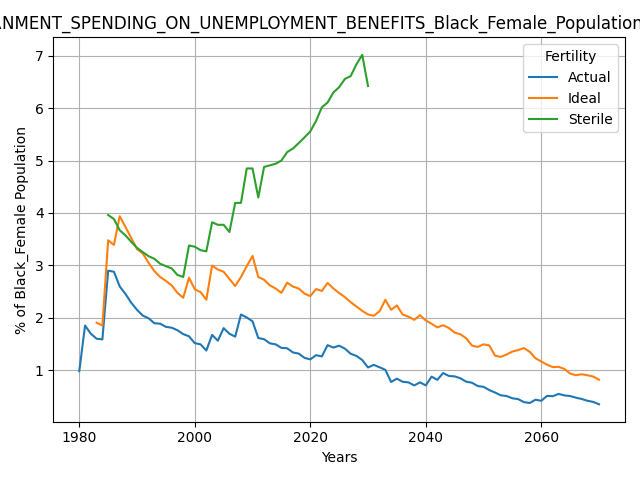 ANMENT_SPENDING_ON_UNEMPLOYMENT_BENEFITS_Black_Female_Population
Fertility
Actual
Ideal
Sterile
7
6
5
4
3
2
1
% of Black_Female Population
1980
2000
2020
2040
2060
Years